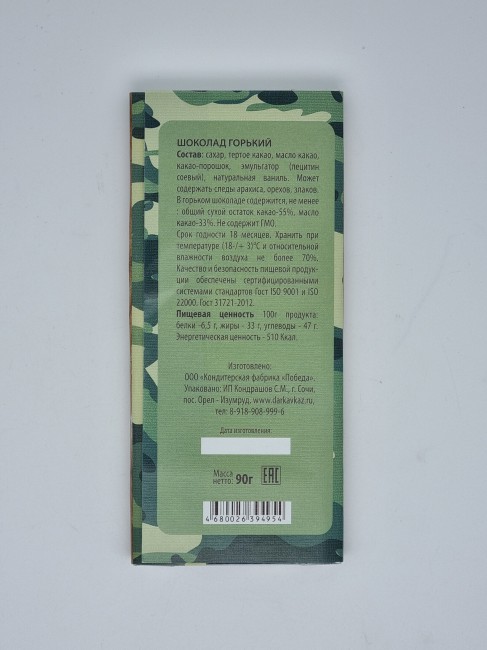 ШОКОЛАД ГОРЬКИЙ
Состав: сахар, тертое какао, масло какао,
какао-порошок, эмульгатор (лецитин
соевый), натуральная ваниль. Может
содержать следы арахиса, орехов, злаков.
В горьком шоколаде содержится, не менее
: общий сухой остаток какао-55%, масло
какао-33%. Не содержит ГМО.
Срок годности 18 месяцев. Хранить при
температуре (18-/+ 3)°С и относительной
влажности воздуха не более 70%.
Качество и безопасность пищевой продук-
ции обеспечены сертифицированными
системами стандартов Гост ISO 9001 и ISO
22000. Гост 31721-2012.
Пищевая ценность 100г продукта:
белки -6,5 г, жиры - 33 г, углеводы - 47 г.
Энергетическая ценность - 510 Ккал.
Изготовлено:
ООО «Кондитерская фабрика «Победа».
Упаковано: ИП Кондрашов С.М., г. Сочи,
пос. Орел - Изумруд. www.darkavkaz.ru,
тел: 8-918-908-999-6
Дата изготовления:
Масса
нетто: 90г EAC
4 680026 394954